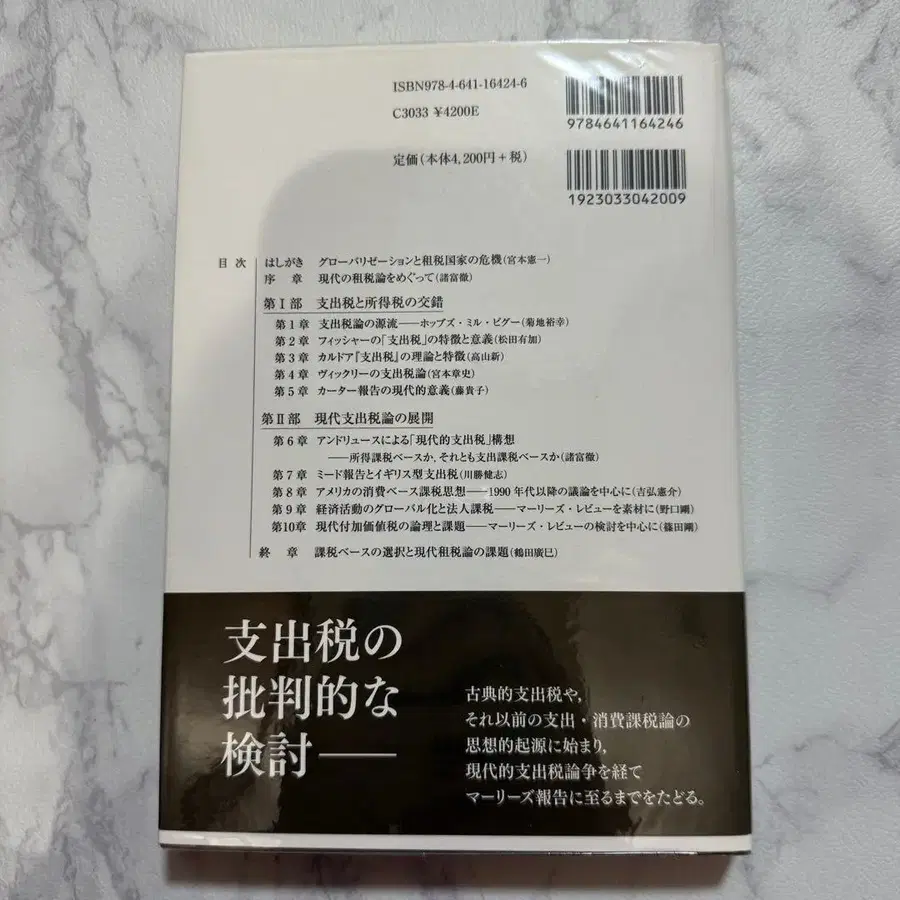 ISBN978-4-641-16424-6
C3033 ¥4200E
9784641164246
定価(本体4,200円+税)
1923033042009
目次 はしがき グローバリゼーションと租税国家の危機(宮本憲一)
序章 現代の租税論をめぐって(諸富徹)
第Ⅰ部 支出税と所得税の交錯
第1章 支出税論の源流――ホッブズ・ミル・ピグー(菊地裕幸)
第2章 フィッシャーの「支出税」の特徴と意義(松田有加)
第3章 カルドア『支出税』の理論と特徴(高山新)
第4章 ヴィックリーの支出税論(宮本章史)
第5章 カーター報告の現代的意義(藤貴子)
第Ⅱ部 現代支出税論の展開
第6章 アンドリュースによる「現代的支出税」構想
――所得課税ベースか,それとも支出課税ベースか(諸富徹)
第7章 ミード報告とイギリス型支出税(川勝健志)
第8章 アメリカの消費ベース課税思想――1990年代以降の議論を中心に(吉弘憲介)
第9章 経済活動のグローバル化と法人課税――マーリーズ・レビューを素材に(野口剛)
第10章 現代付加価値税の論理と課題――マーリーズ・レビューの検討を中心に(篠田剛)
終章 課税ベースの選択と現代租税論の課題(鶴田廣巳)
支出税の
批判的な
検討――
古典的支出税や,
それ以前の支出・消費課税論の
思想的起源に始まり,
現代的支出税論争を経て
マーリーズ報告に至るまでをたどる。